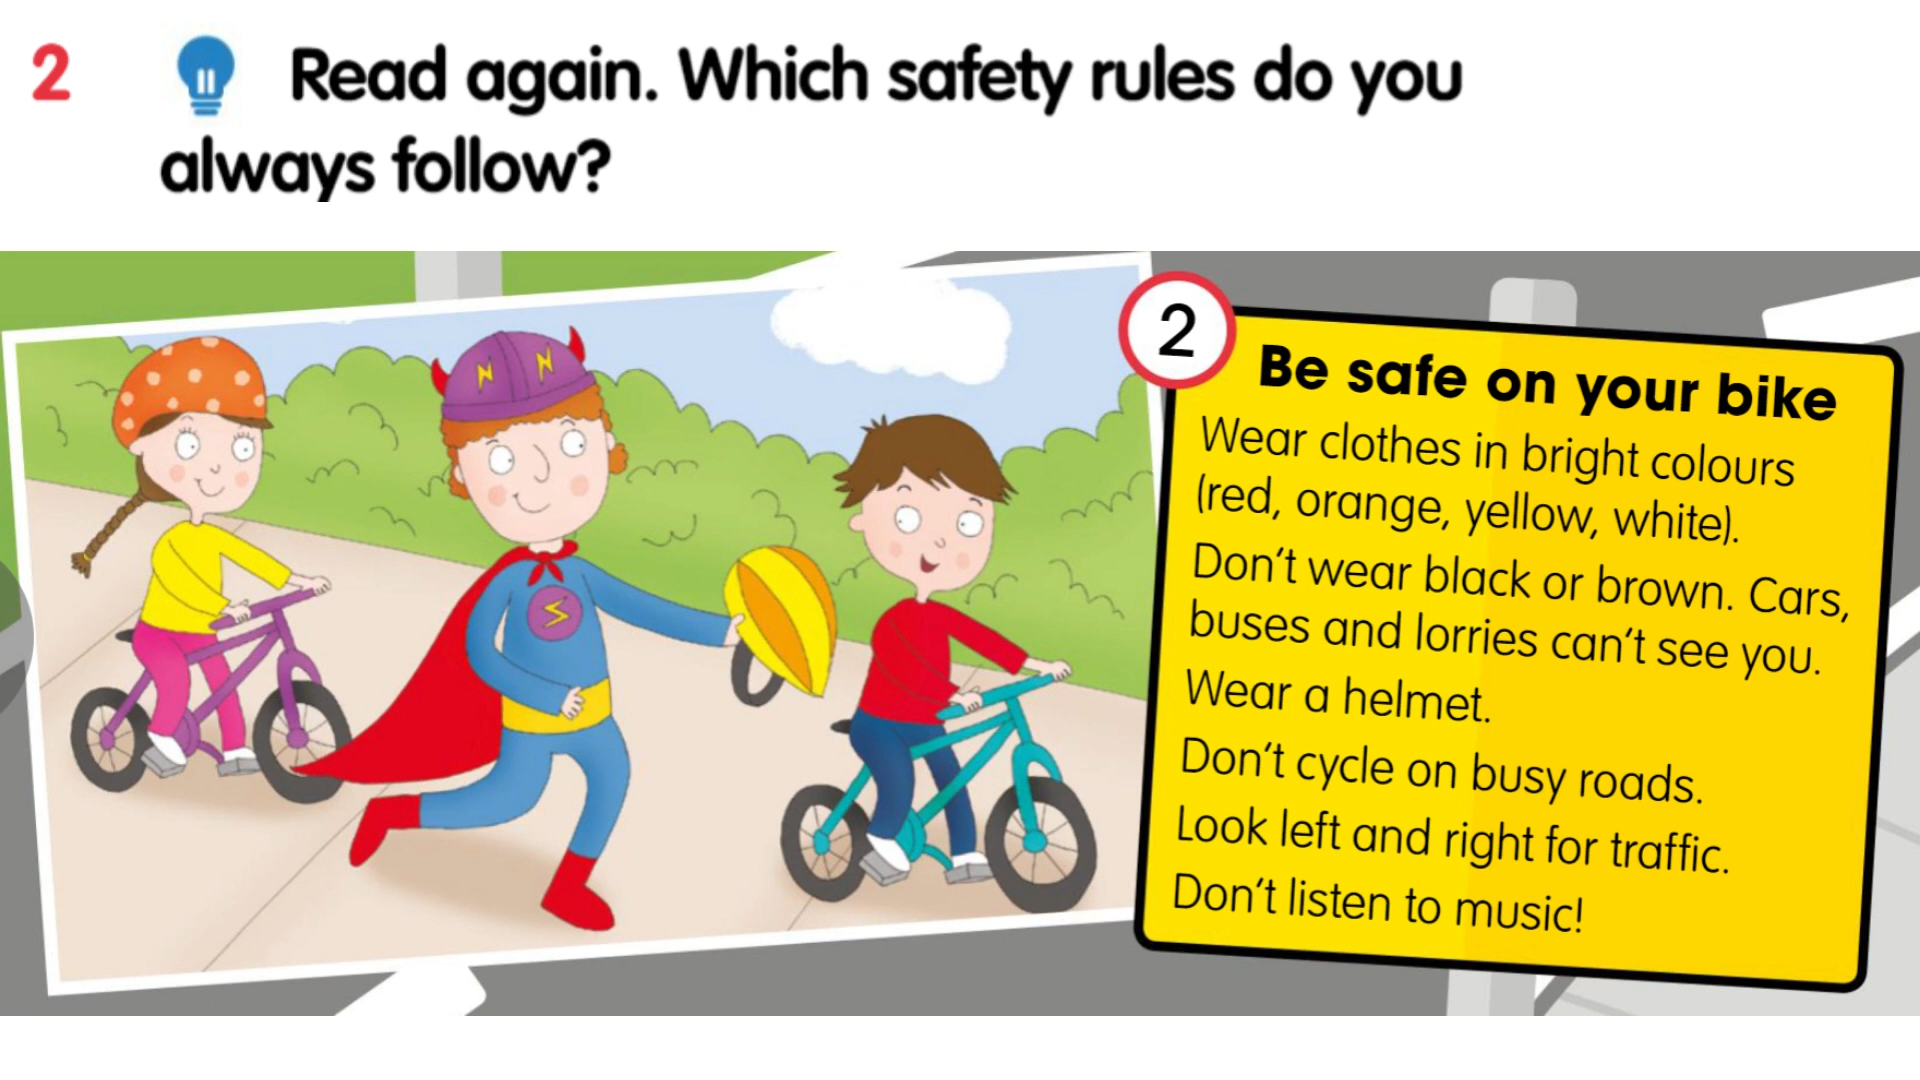 2 Read again. Which safety rules do you
always follow?
2
Be safe on your bike
Wear clothes in bright colours
(red, orange, yellow, white).
Don't wear black or brown. Cars,
buses and lorries can't see you.
Wear a helmet.
Don't cycle on busy roads.
Look left and right for traffic.
Don't listen to music!